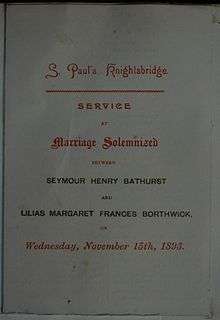 S. Paul's Knightsbridge.
SERVICE
AT
Marriage Solemnized
BETWEEN
SEYMOUR HENRY BATHURST
AND
LILIAS MARGARET FRANCES BORTHWICK,
ON
Wednesday, November 15th, 1893.